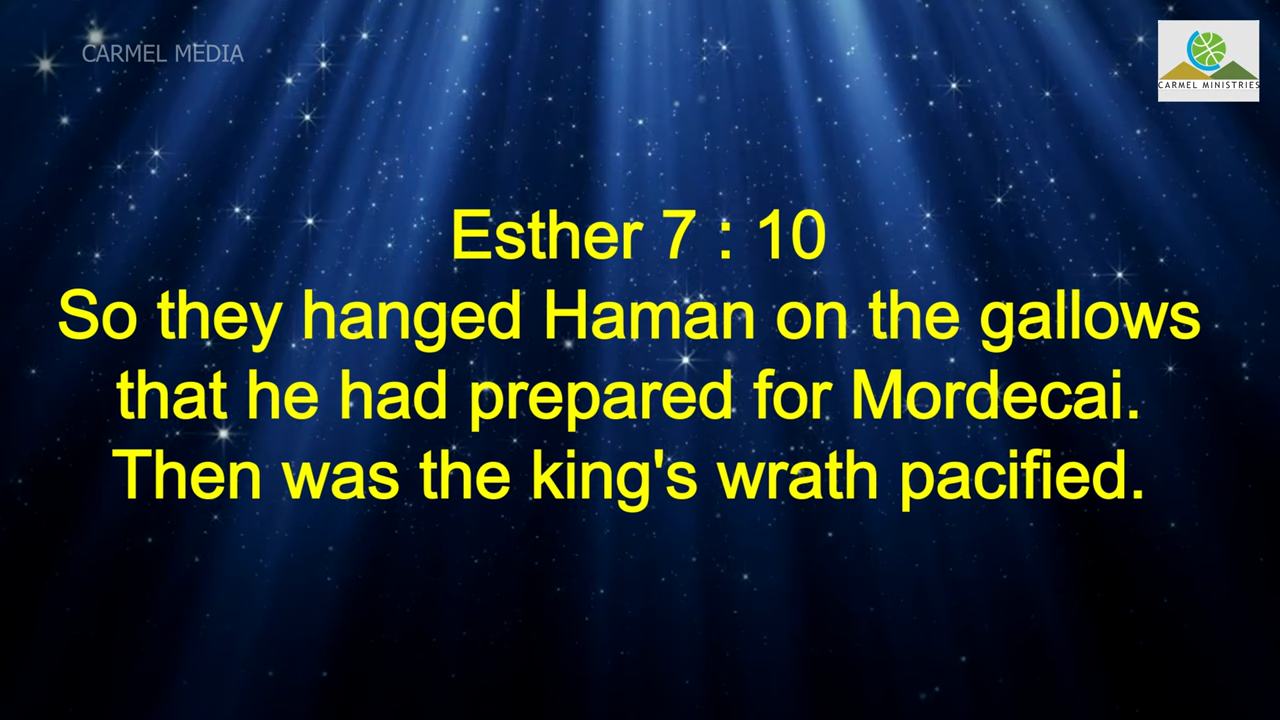 CARMEL MEDIA
CARMEL MINISTRIES
Esther 7 : 10
So they hanged Haman on the gallows
that he had prepared for Mordecai.
Then was the king's wrath pacified.